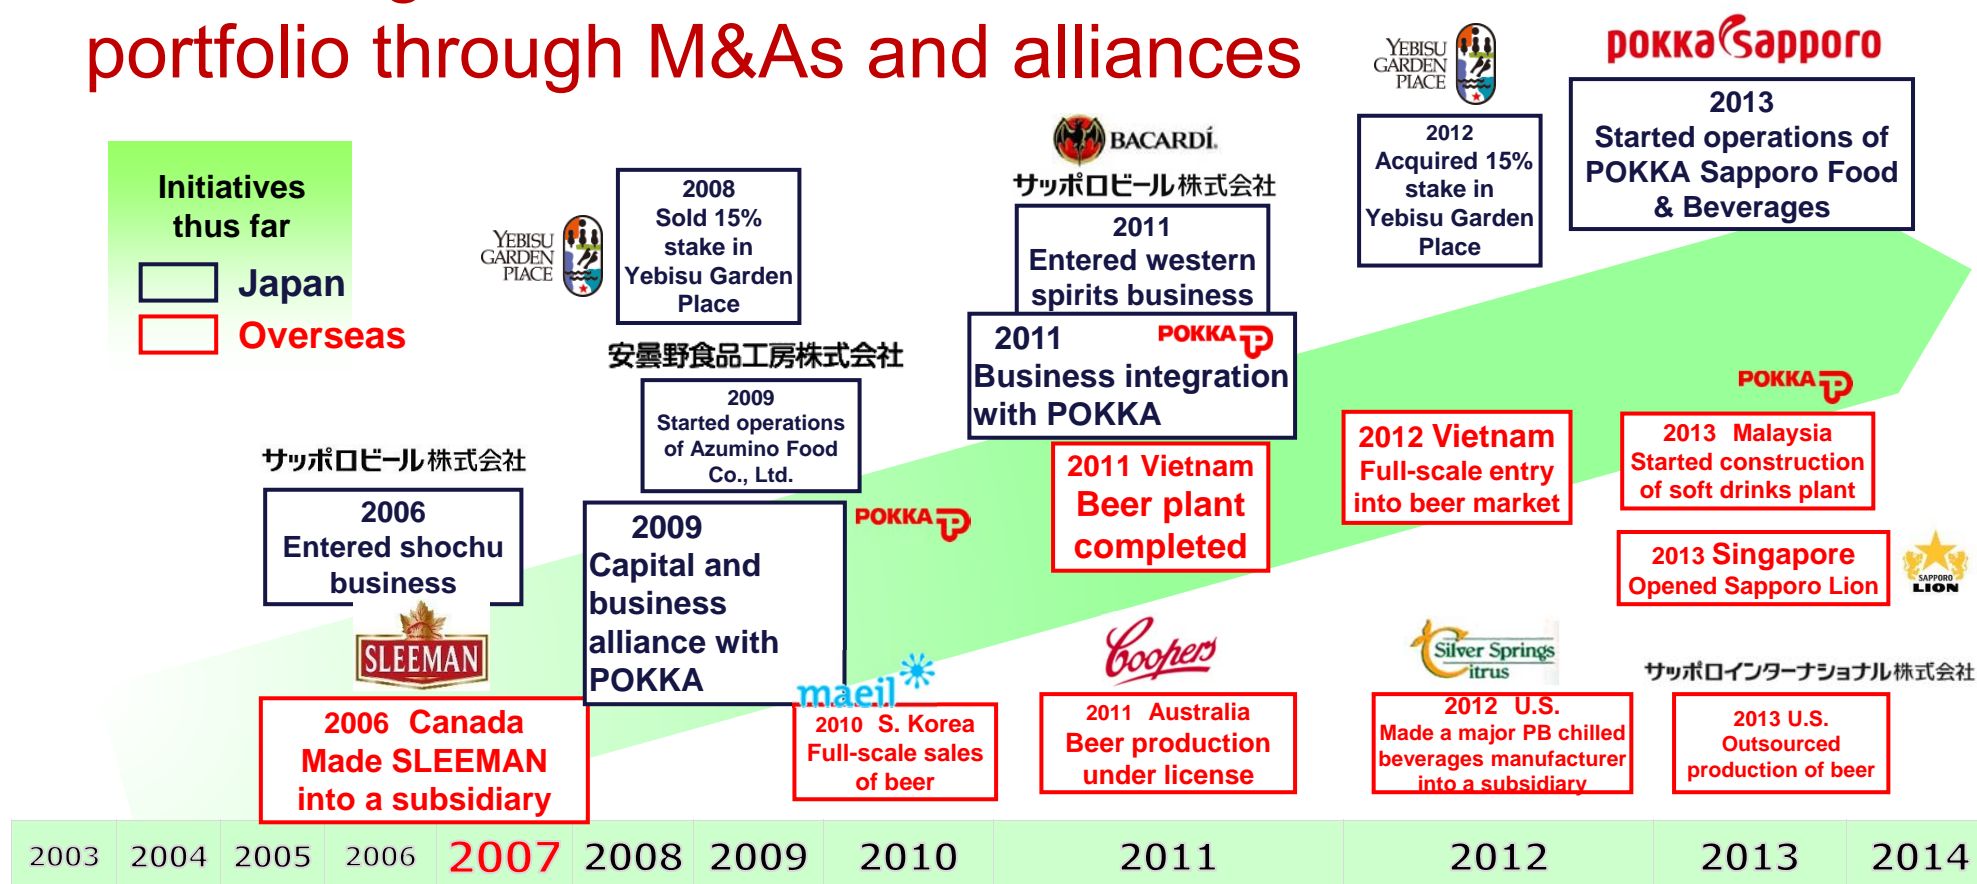 portfolio through M&As and alliances
Initiatives
thus far
Japan
Overseas
YEBISU
GARDEN
PLACE
2008
Sold 15%
stake in
Yebisu Garden
Place
安曇野食品工房株式会社
2009
Started operations
of Azumino Food
Co., Ltd.
サッポロビール株式会社
2006
Entered shochu
business
SLEEMAN
2006 Canada
Made SLEEMAN
into a subsidiary
2009
Capital and
business
alliance with
POKKA
POKKA
maeil
2010 S. Korea
Full-scale sales
of beer
BACARDÍ.
サッポロビール株式会社
2011
Entered western
spirits business
2011
POKKA
Business integration
with POKKA
2011 Vietnam
Beer plant
completed
Coopers
2011 Australia
Beer production
under license
YEBISU
GARDEN
PLACE
2012
Acquired 15%
stake in
Yebisu Garden
Place
2012 Vietnam
Full-scale entry
into beer market
Silver Springs
Citrus
2012 U.S.
Made a major PB chilled
beverages manufacturer
into a subsidiary
POKKA Sapporo
2013
Started operations of
POKKA Sapporo Food
& Beverages
POKKA
2013 Malaysia
Started construction
of soft drinks plant
2013 Singapore
Opened Sapporo Lion
SAPPORO
LION
サッポロインターナショナル株式会社
2013 U.S.
Outsourced
production of beer
2003 2004 2005 2006 2007 2008 2009 2010 2011 2012 2013 2014